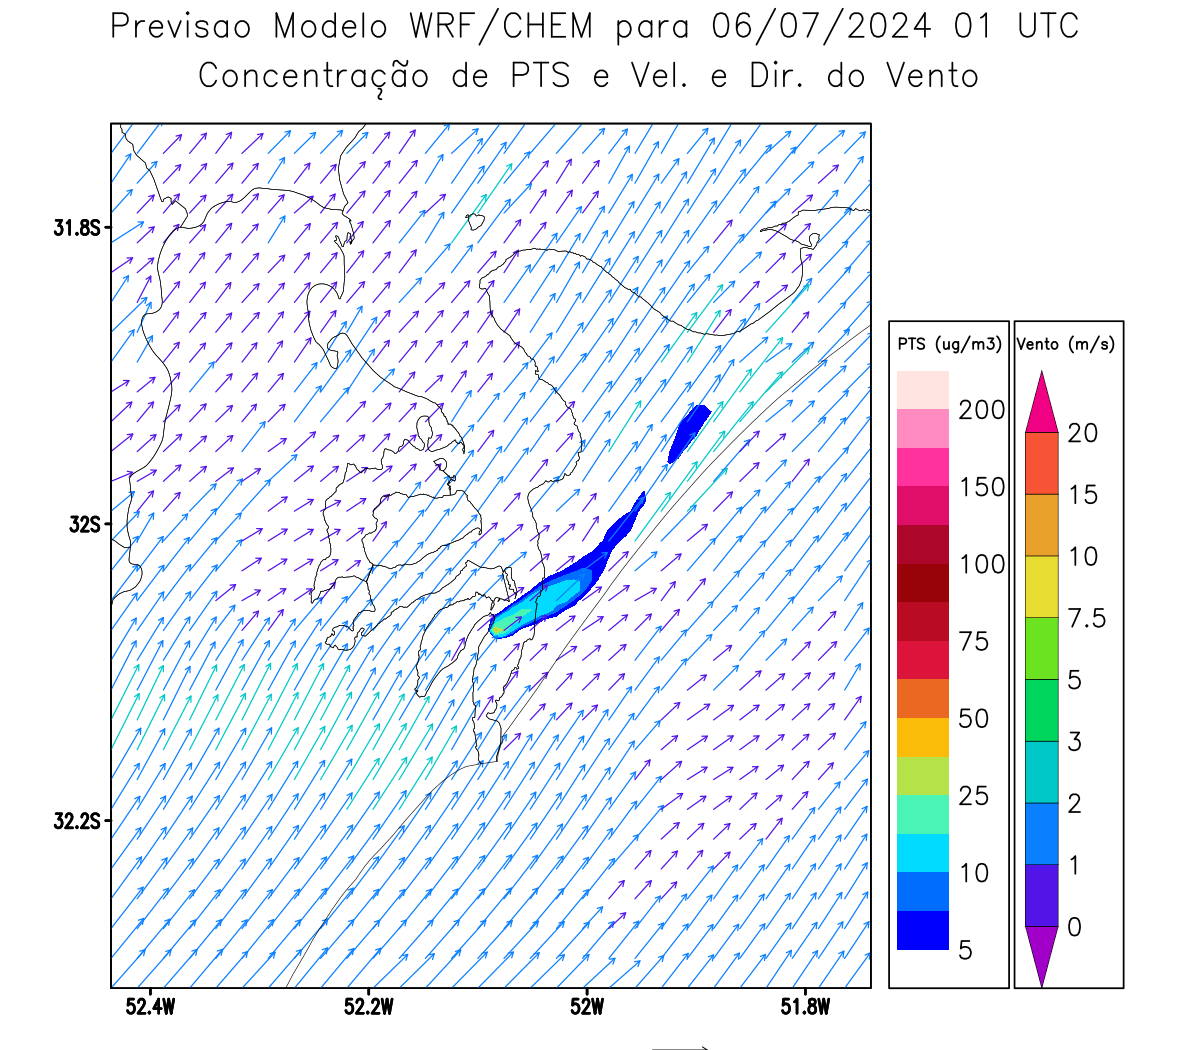 Previsao Modelo WRF/CHEM para 06/07/2024 01 UTC
Concentração de PTS e Vel. e Dir. do Vento
31.8S
32S
32.2S
52.4W 52.2W 52W 51.8W
PTS (ug/m3)
200
150
100
75
50
25
10
5
Vento (m/s)
20
15
10
7.5
5
3
2
1
0